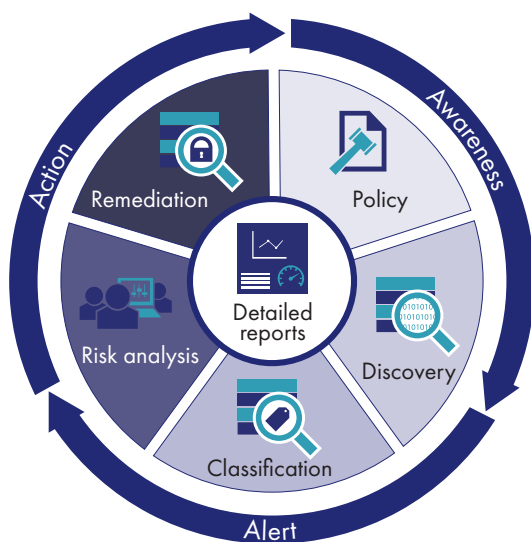 Awareness
Policy
Discovery
Alert
Classification
Action
Risk analysis
Remediation
Detailed
reports